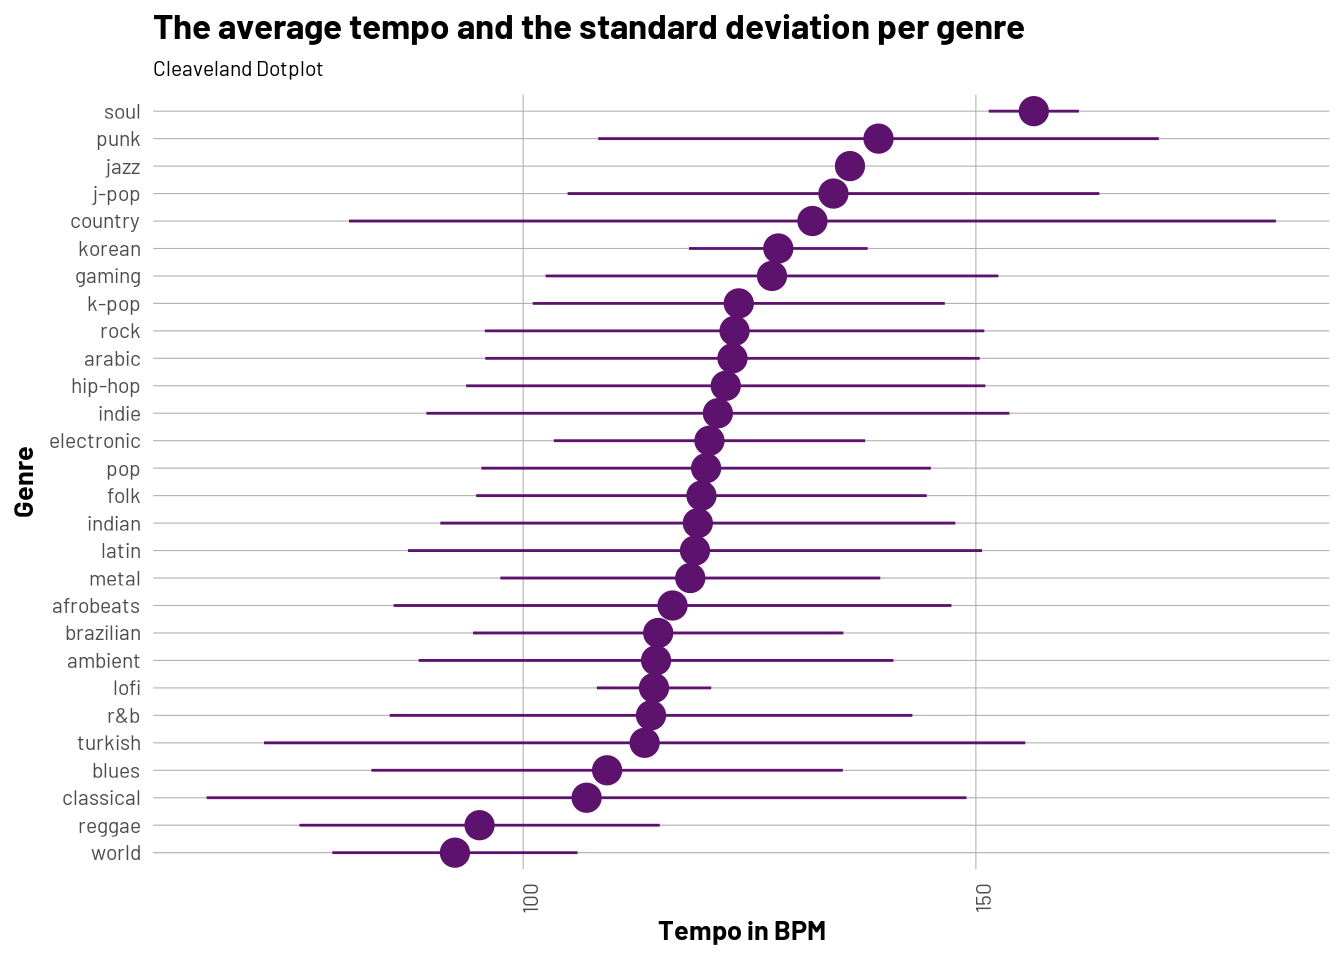 The average tempo and the standard deviation per genre
Cleaveland Dotplot
soul
punk
jazz
j-pop
country
korean
gaming
k-pop
rock
arabic
hip-hop
indie
electronic
pop
folk
indian
latin
metal
afrobeats
brazilian
ambient
lofi
r&b
turkish
blues
classical
reggae
world
Genre
100
150
Tempo in BPM